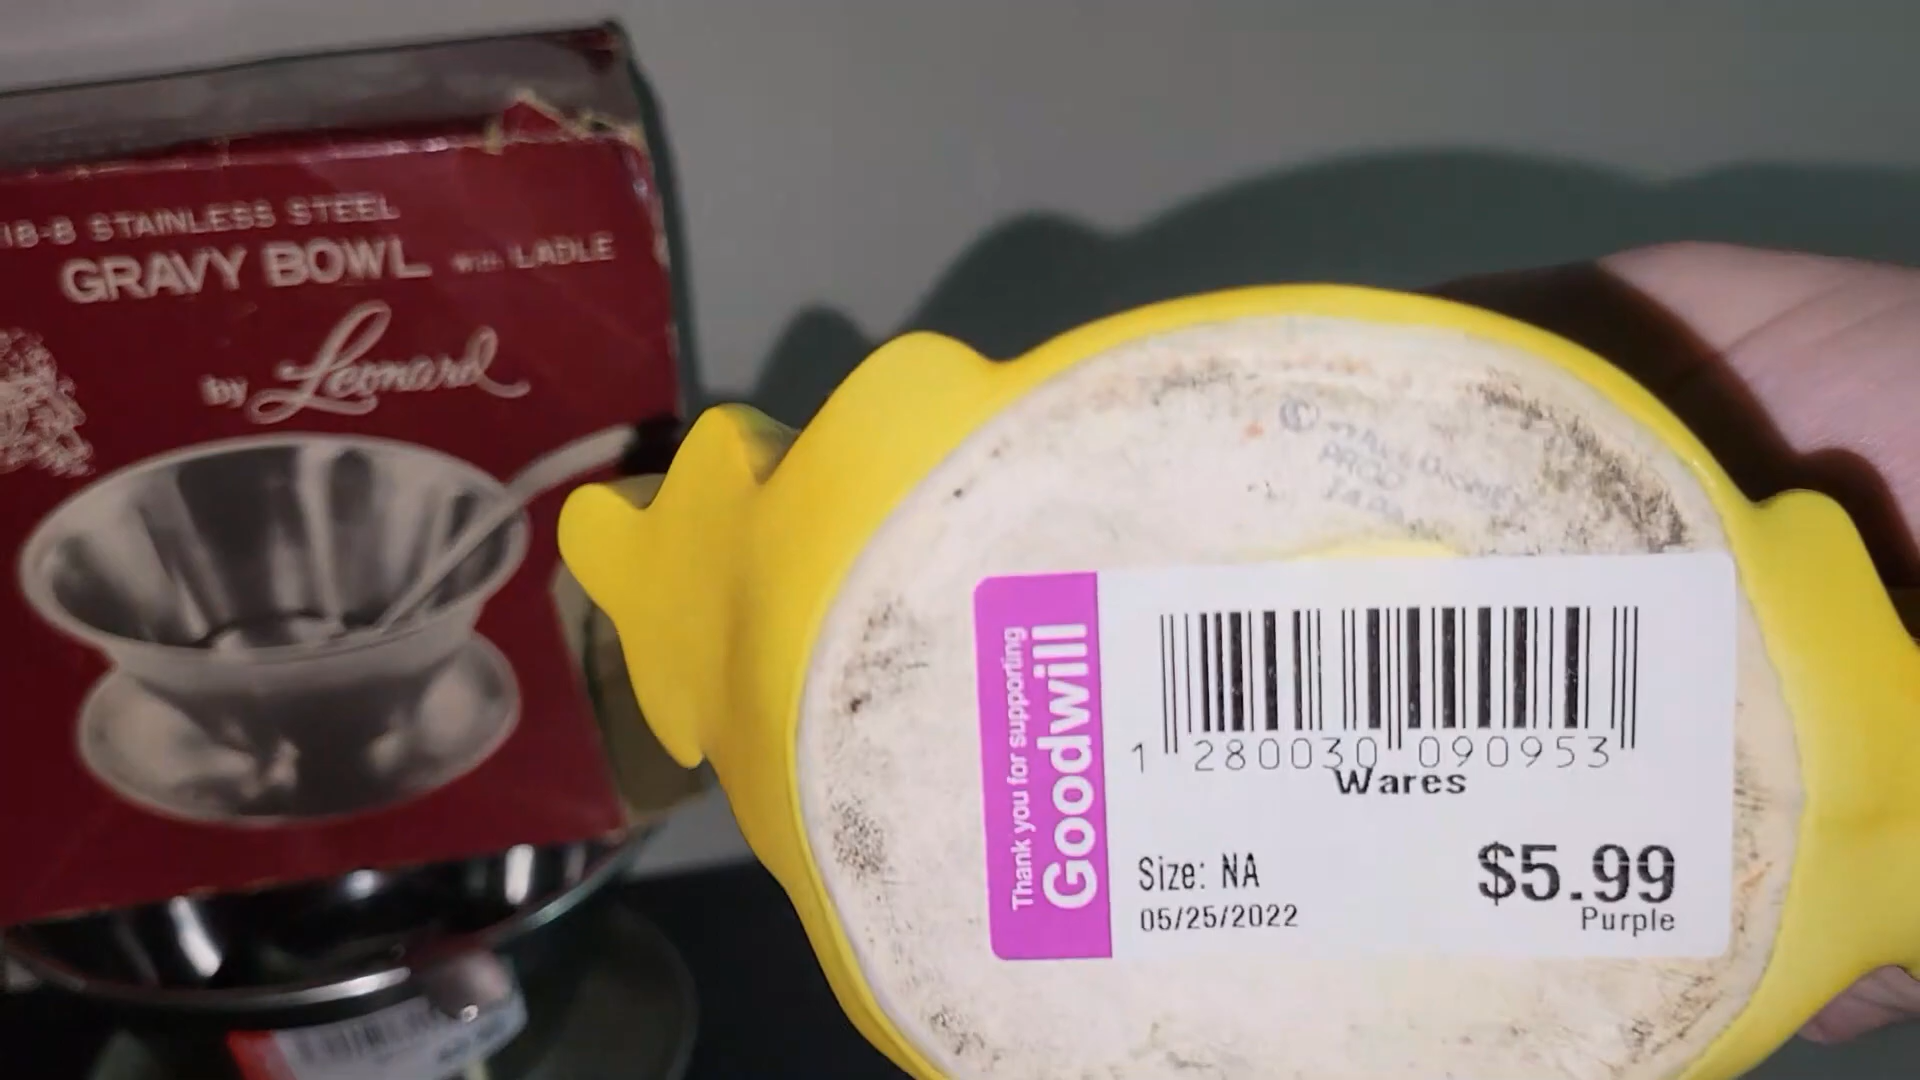 18-8 STAINLESS STEEL
GRAVY BOWL with LADLE
by Leonard
©
PROD
Thank you for supporting
Goodwill
1 280030 090953
Wares
Size: NA
$5.99
05/25/2022
Purple